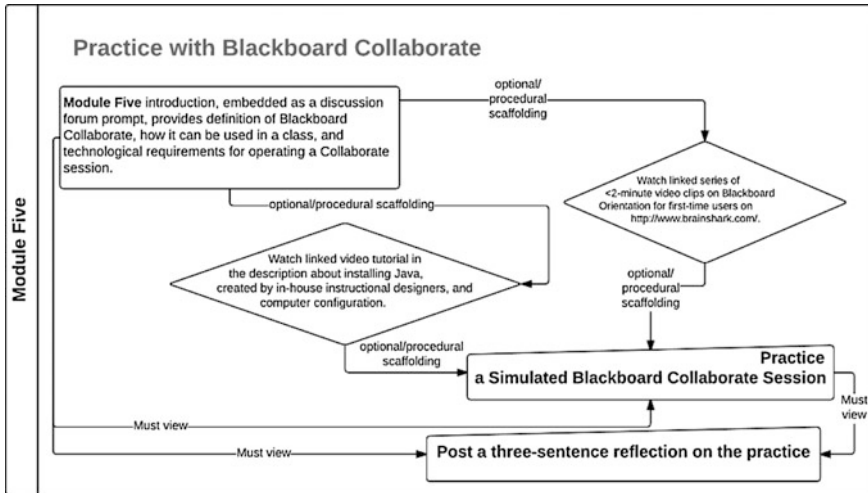 Practice with Blackboard Collaborate
Module Five
optional/
procedural
scaffolding
Module Five introduction, embedded as a discussion
forum prompt, provides definition of Blackboard
Collaborate, how it can be used in a class, and
technological requirements for operating a Collaborate
session.
Watch linked series of
<2-minute video clips on Blackboard
Orientation for first-time users on
http://www.brainshark.com/.
optional/procedural scaffolding
Watch linked video tutorial in
the description about installing Java,
created by in-house instructional designers, and
computer configuration.
optional/
procedural
scaffolding
optional/procedural
scaffolding
Practice
a Simulated Blackboard Collaborate Session
Must
view
Must view
Must view
Post a three-sentence reflection on the practice